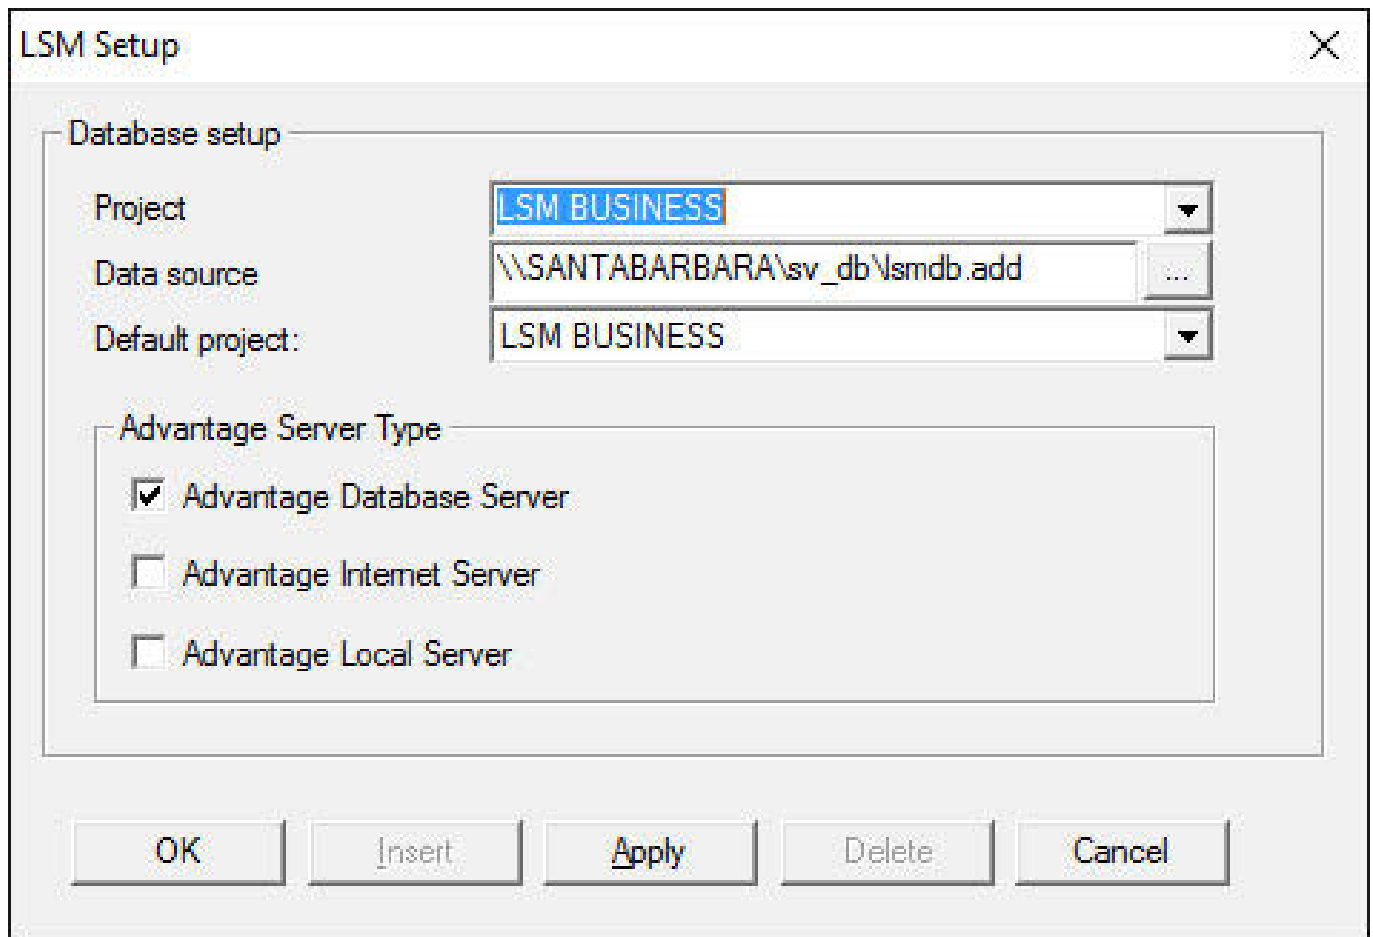 LSM Setup
Database setup
Project LSM BUSINESS
Data source \\SANTABARBARA\sv_db\lsmdb.add ...
Default project: LSM BUSINESS
Advantage Server Type
Advantage Database Server
Advantage Internet Server
Advantage Local Server
OK Insert Apply Delete Cancel